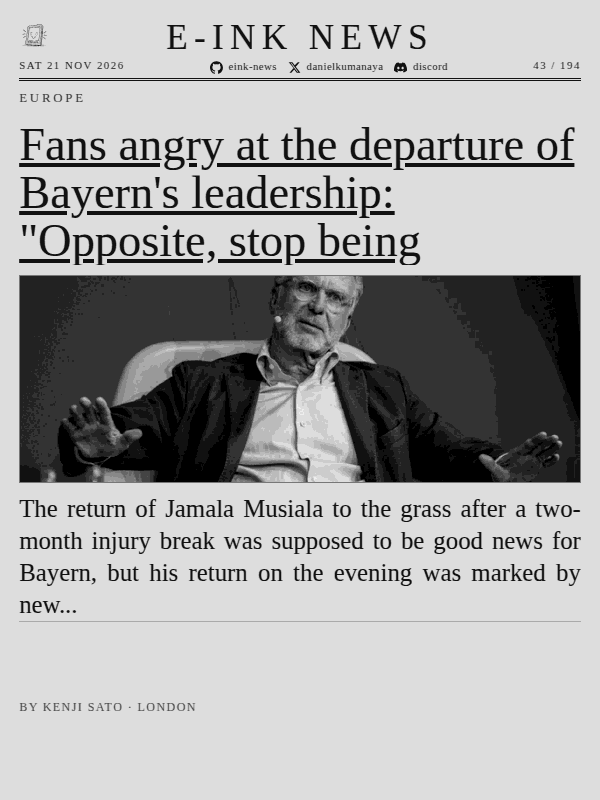 E-INK NEWS
SAT 21 NOV 2026
eink-news danielkumanaya discord
43 / 194
EUROPE
Fans angry at the departure of
Bayern's leadership:
"Opposite, stop being
The return of Jamala Musiala to the grass after a two-
month injury break was supposed to be good news for
Bayern, but his return on the evening was marked by
new...
BY KENJI SATO · LONDON